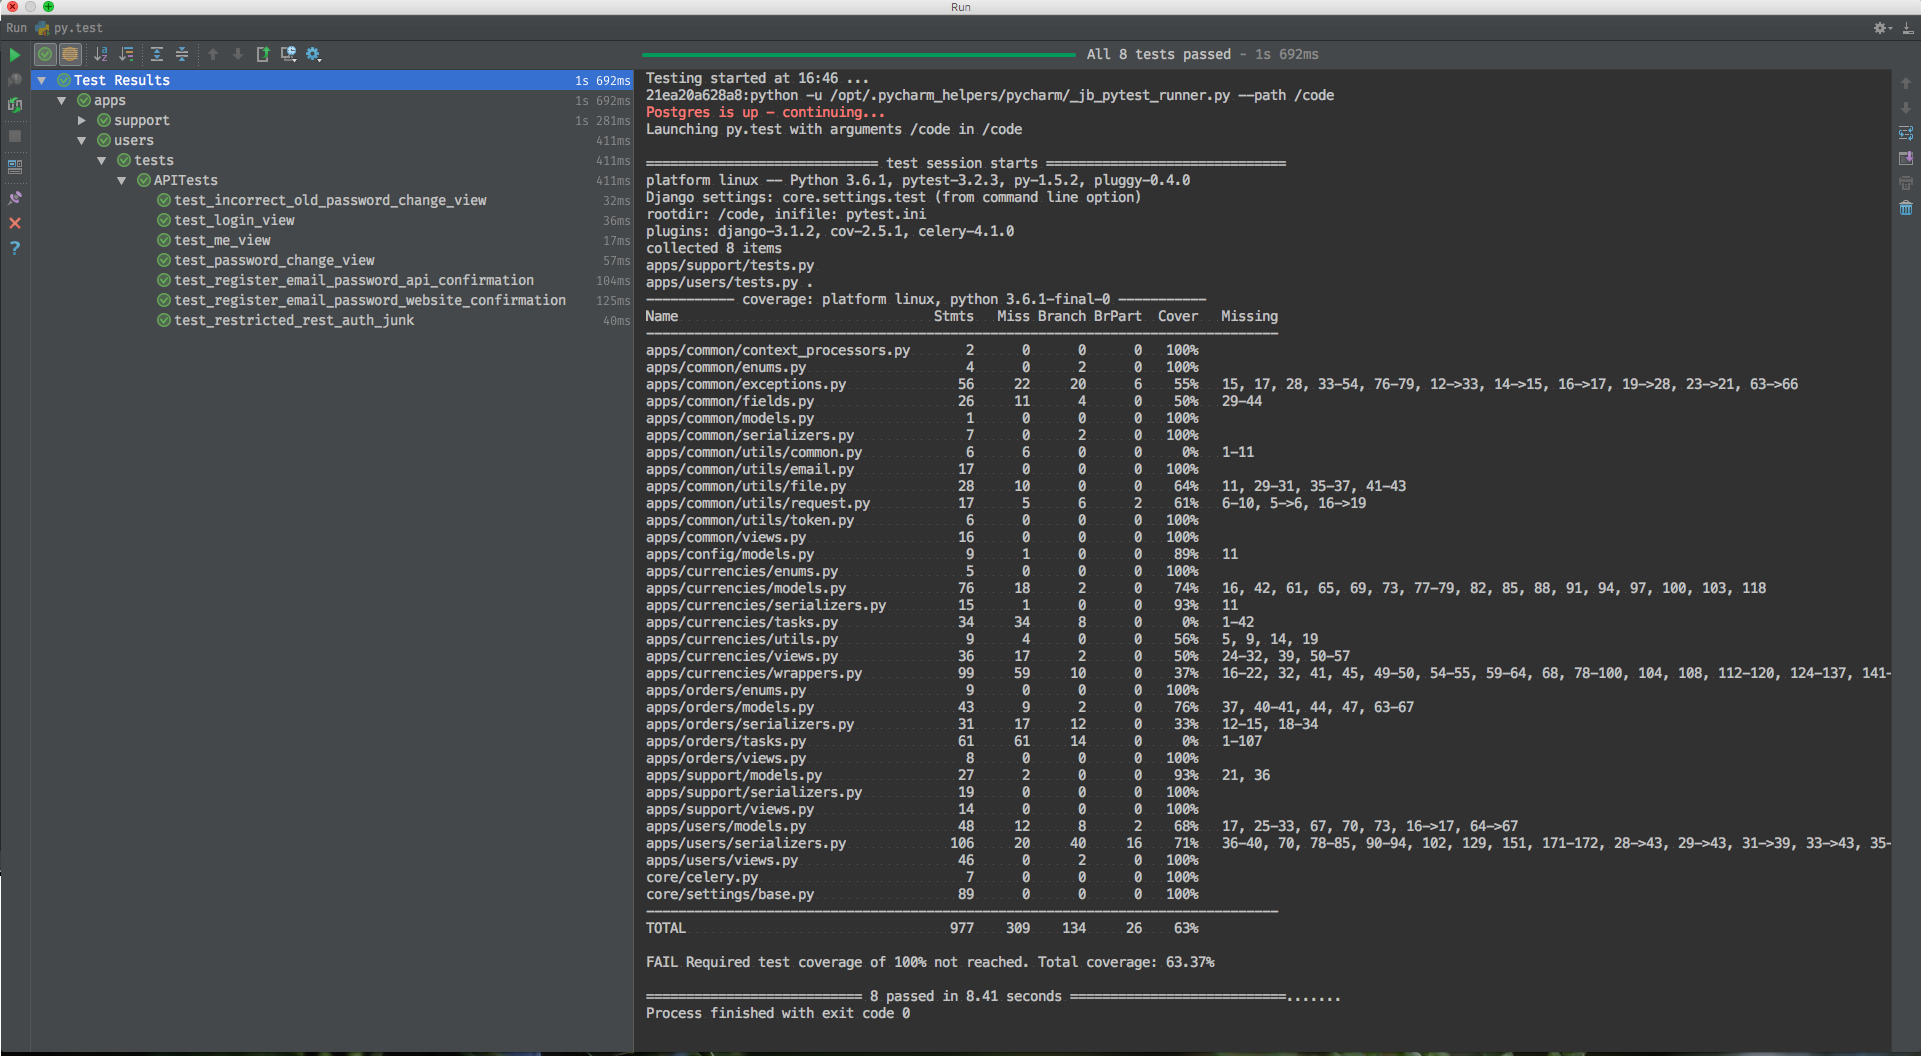 Run
Run py.test
All 8 tests passed - 1s 692ms
Test Results 1s 692ms
apps 1s 692ms
support 1s 281ms
users 411ms
tests 411ms
APITests 411ms
test_incorrect_old_password_change_view 32ms
test_login_view 36ms
test_me_view 17ms
test_password_change_view 57ms
test_register_email_password_api_confirmation 104ms
test_register_email_password_website_confirmation 125ms
test_restricted_rest_auth_junk 40ms
Testing started at 16:46 ...
21ea20a628a8:python -u /opt/.pycharm_helpers/pycharm/_jb_pytest_runner.py --path /code
Postgres is up - continuing...
Launching py.test with arguments /code in /code
============================= test session starts ==============================
platform linux -- Python 3.6.1, pytest-3.2.3, py-1.5.2, pluggy-0.4.0
Django settings: core.settings.test (from command line option)
rootdir: /code, inifile: pytest.ini
plugins: django-3.1.2, cov-2.5.1, celery-4.1.0
collected 8 items
apps/support/tests.py
apps/users/tests.py .
----------- coverage: platform linux, python 3.6.1-final-0 -----------
Name Stmts Miss Branch BrPart Cover Missing
-------------------------------------------------------------------------------
apps/common/context_processors.py 2 0 0 0 100%
apps/common/enums.py 4 0 2 0 100%
apps/common/exceptions.py 56 22 20 6 55% 15, 17, 28, 33-54, 76-79, 12->33, 14->15, 16->17, 19->28, 23->21, 63->66
apps/common/fields.py 26 11 4 0 50% 29-44
apps/common/models.py 1 0 0 0 100%
apps/common/serializers.py 7 0 2 0 100%
apps/common/utils/common.py 6 6 0 0 0% 1-11
apps/common/utils/email.py 17 0 0 0 100%
apps/common/utils/file.py 28 10 0 0 64% 11, 29-31, 35-37, 41-43
apps/common/utils/request.py 17 5 6 2 61% 6-10, 5->6, 16->19
apps/common/utils/token.py 6 0 0 0 100%
apps/common/views.py 16 0 0 0 100%
apps/config/models.py 9 1 0 0 89% 11
apps/currencies/enums.py 5 0 0 0 100%
apps/currencies/models.py 76 18 2 0 74% 16, 42, 61, 65, 69, 73, 77-79, 82, 85, 88, 91, 94, 97, 100, 103, 118
apps/currencies/serializers.py 15 1 0 0 93% 11
apps/currencies/tasks.py 34 34 8 0 0% 1-42
apps/currencies/utils.py 9 4 0 0 56% 5, 9, 14, 19
apps/currencies/views.py 36 17 2 0 50% 24-32, 39, 50-57
apps/currencies/wrappers.py 99 59 10 0 37% 16-22, 32, 41, 45, 49-50, 54-55, 59-64, 68, 78-100, 104, 108, 112-120, 124-137, 141-
apps/orders/enums.py 9 0 0 0 100%
apps/orders/models.py 43 9 2 0 76% 37, 40-41, 44, 47, 63-67
apps/orders/serializers.py 31 17 12 0 33% 12-15, 18-34
apps/orders/tasks.py 61 61 14 0 0% 1-107
apps/orders/views.py 8 0 0 0 100%
apps/support/models.py 27 2 0 0 93% 21, 36
apps/support/serializers.py 19 0 0 0 100%
apps/support/views.py 14 0 0 0 100%
apps/users/models.py 48 12 8 2 68% 17, 25-33, 67, 70, 73, 16->17, 64->67
apps/users/serializers.py 106 20 40 16 71% 36-40, 70, 78-85, 90-94, 102, 129, 151, 171-172, 28->43, 29->43, 31->39, 33->43, 35-
apps/users/views.py 46 0 2 0 100%
core/celery.py 7 0 0 0 100%
core/settings/base.py 89 0 0 0 100%
-------------------------------------------------------------------------------
TOTAL 977 309 134 26 63%
FAIL Required test coverage of 100% not reached. Total coverage: 63.37%
=========================== 8 passed in 8.41 seconds ===========================.......
Process finished with exit code 0